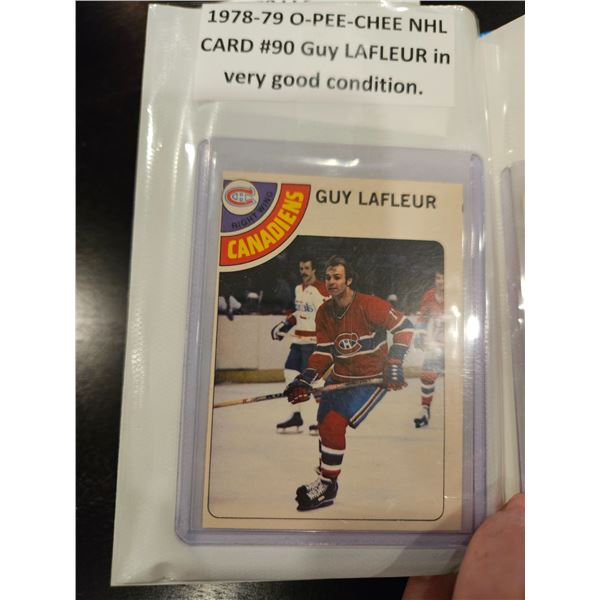 1978-79 O-PEE-CHEE NHL
CARD #90 Guy LAFLEUR in
very good condition.
GUY LAFLEUR
RIGHT WING
CANADIENS